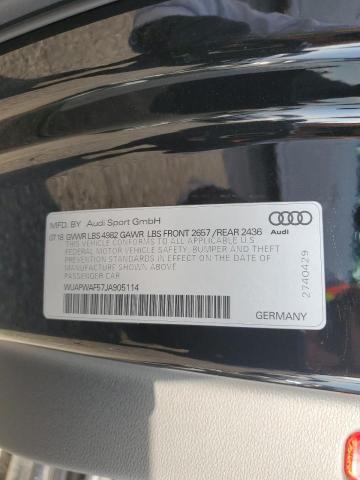 MFD. BY Audi Sport GmbH
07.18 GVWR LBS 4982 GAWR LBS FRONT 2657 /REAR 2436
THIS VEHICLE CONFORMS TO ALL APPLICABLE U.S
FEDERAL MOTOR VEHICLE SAFETY, BUMPER AND THEFT
PREVENTION STANDARDS IN EFFECT ON THE
DATE OF MANUFACTURE SHOWN ABOVE.
PASSENGER CAR
WUAPWAF57JA905114
Audi
2740429
GERMANY